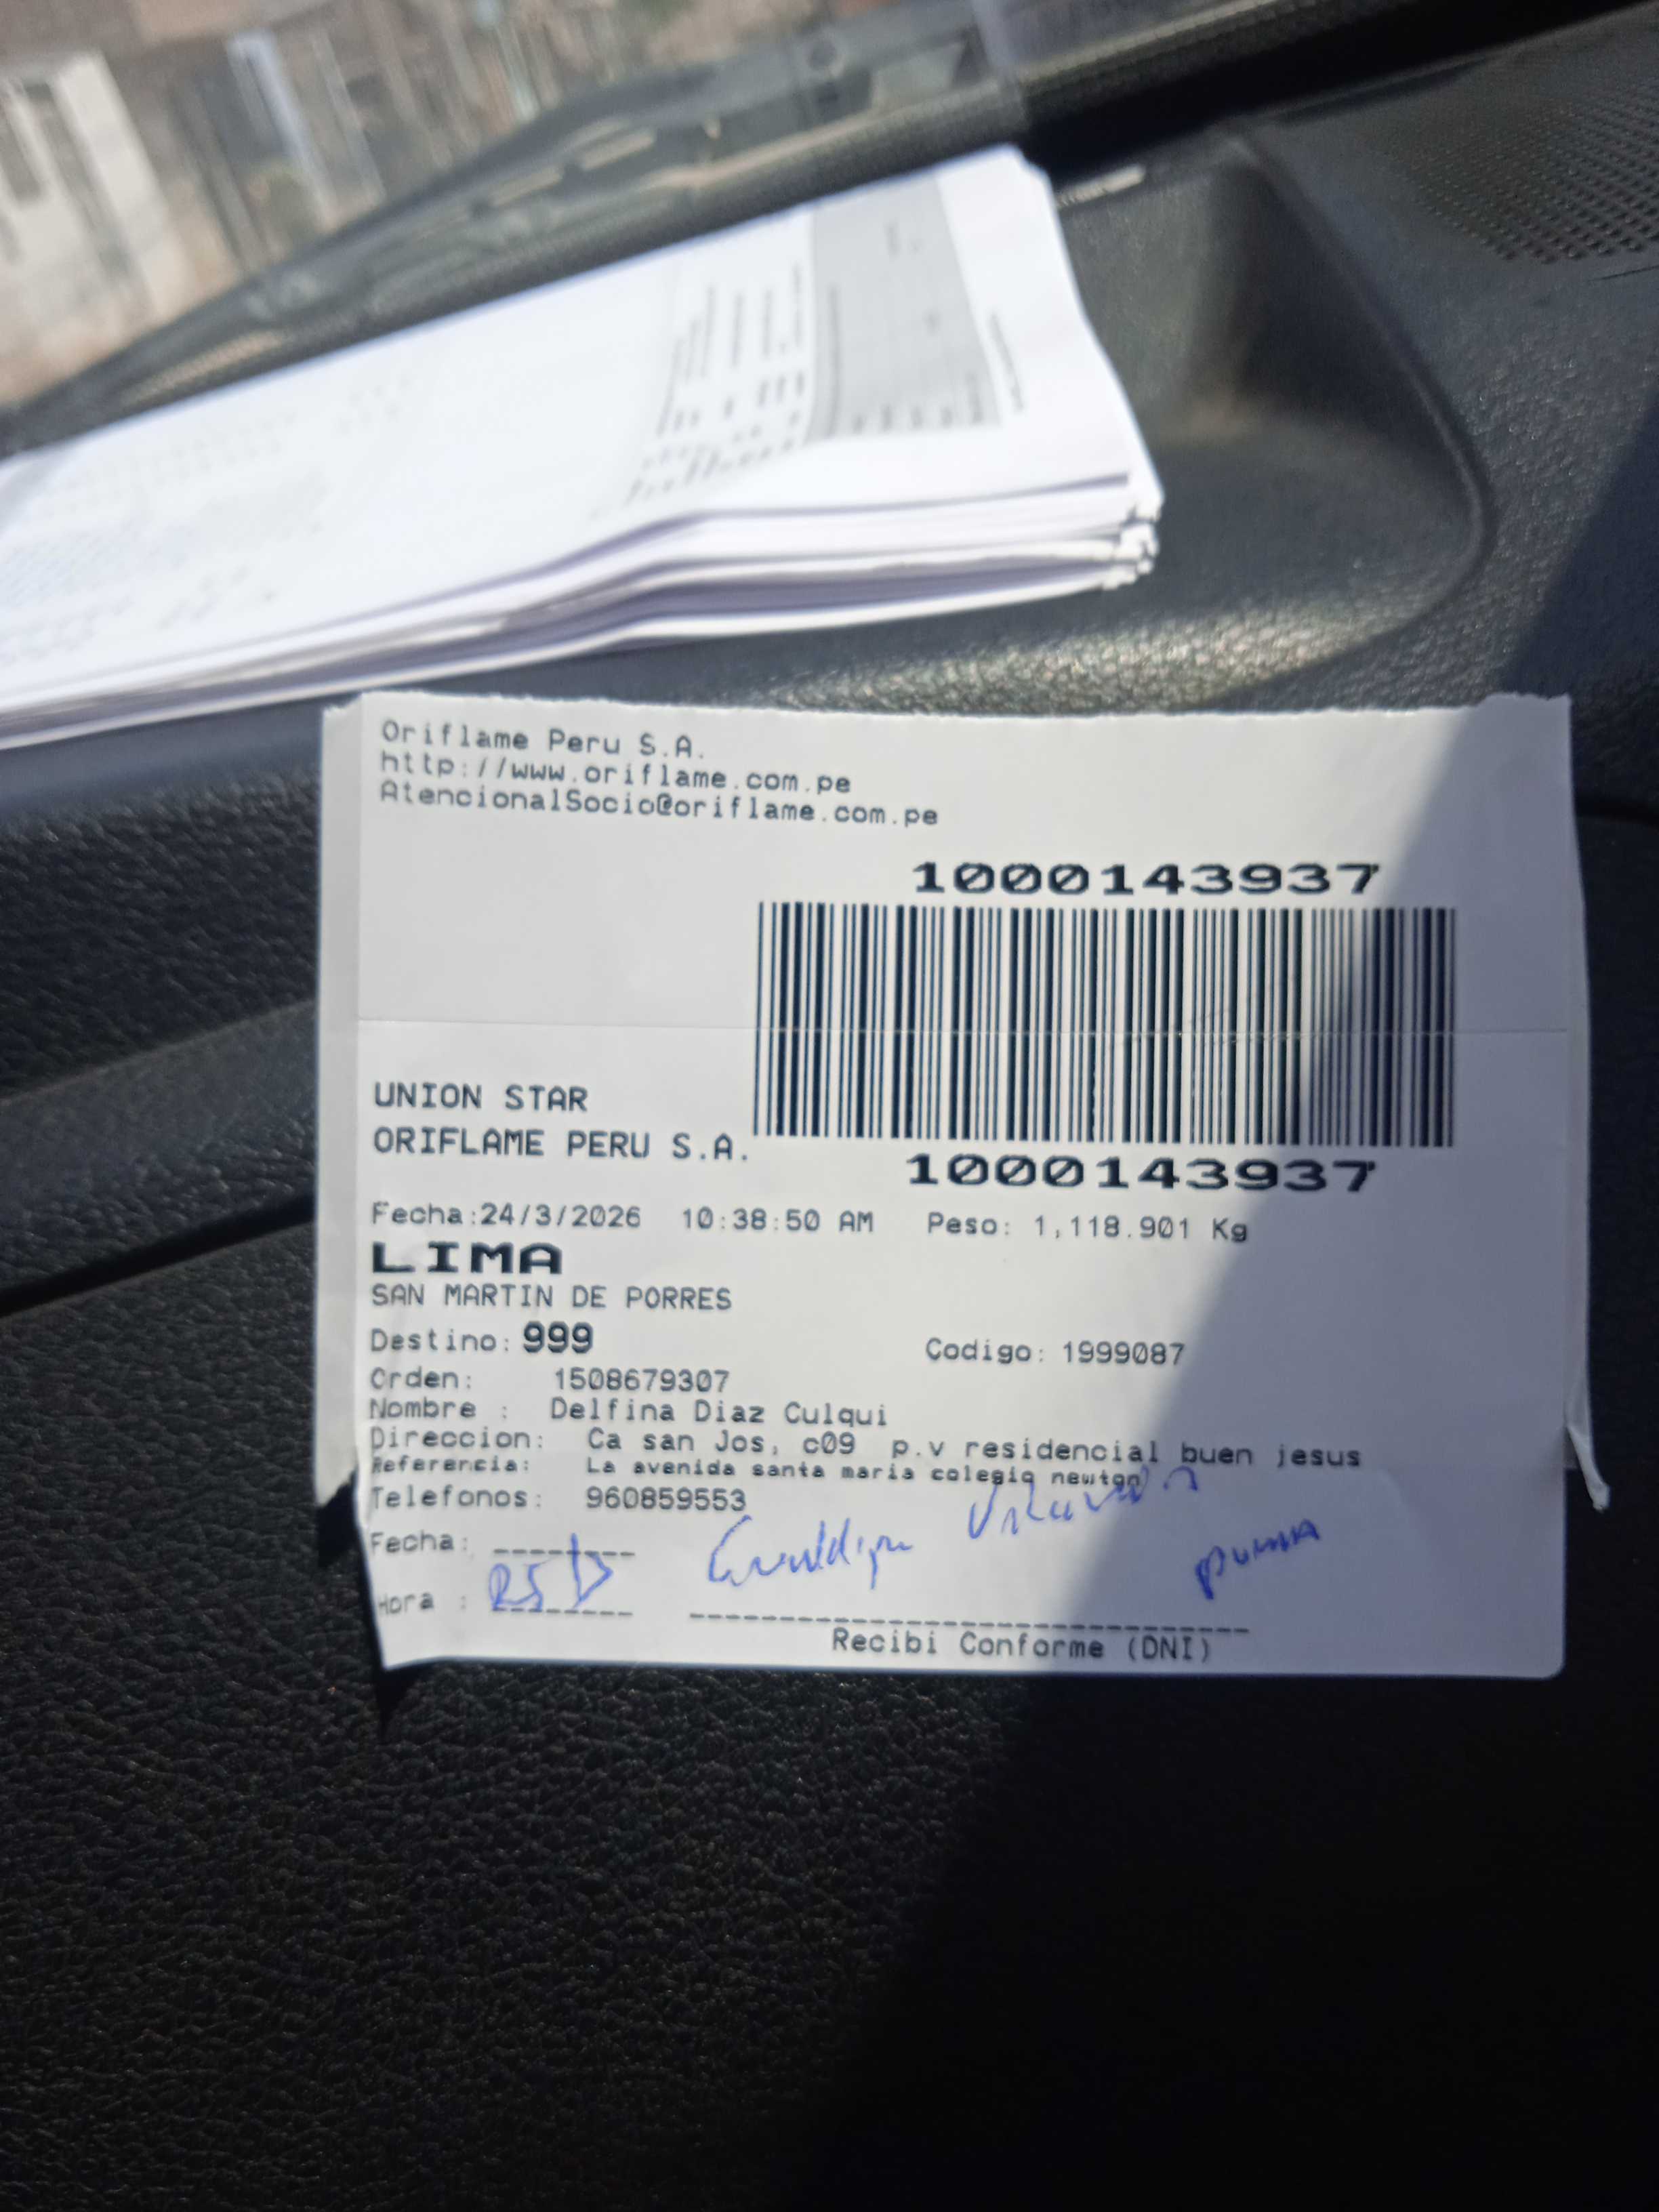 Oriflame Peru S.A.
http://www.oriflame.com.pe
AtencionalSocio@oriflame.com.pe
1000143937
UNION STAR
ORIFLAME PERU S.A.
1000143937
Fecha:24/3/2026 10:38:50 AM Peso: 1,118.901 Kg
LIMA
SAN MARTIN DE PORRES
Destino: 999 Codigo: 1999087
Orden: 1508679307
Nombre : Delfina Diaz Culqui
Direccion: Ca san Jos, c09 p.v residencial buen jesus
Referencia: La avenida santa maria colegio newton
Telefonos: 960859553
Fecha:
Hora :
Recibi Conforme (DNI)